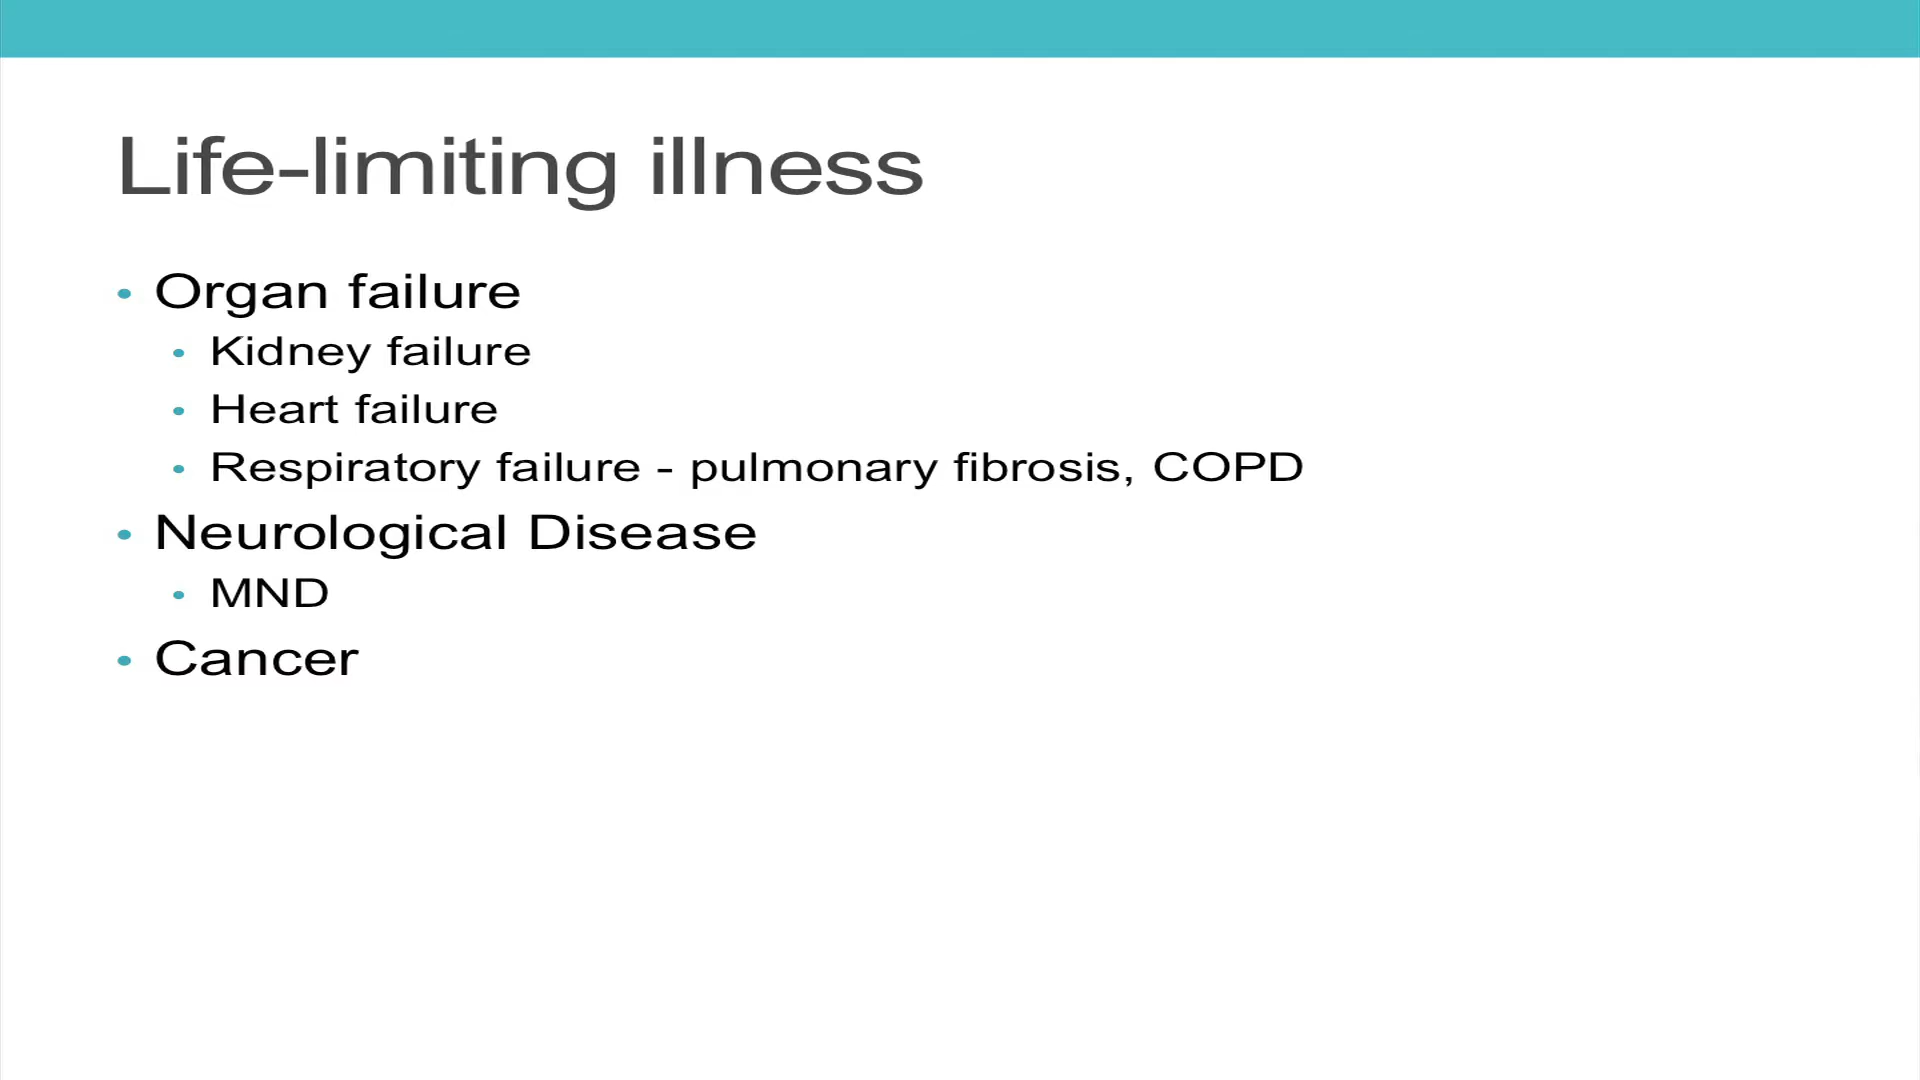 Life-limiting illness
• Organ failure
• Kidney failure
• Heart failure
• Respiratory failure - pulmonary fibrosis, COPD
• Neurological Disease
• MND
• Cancer